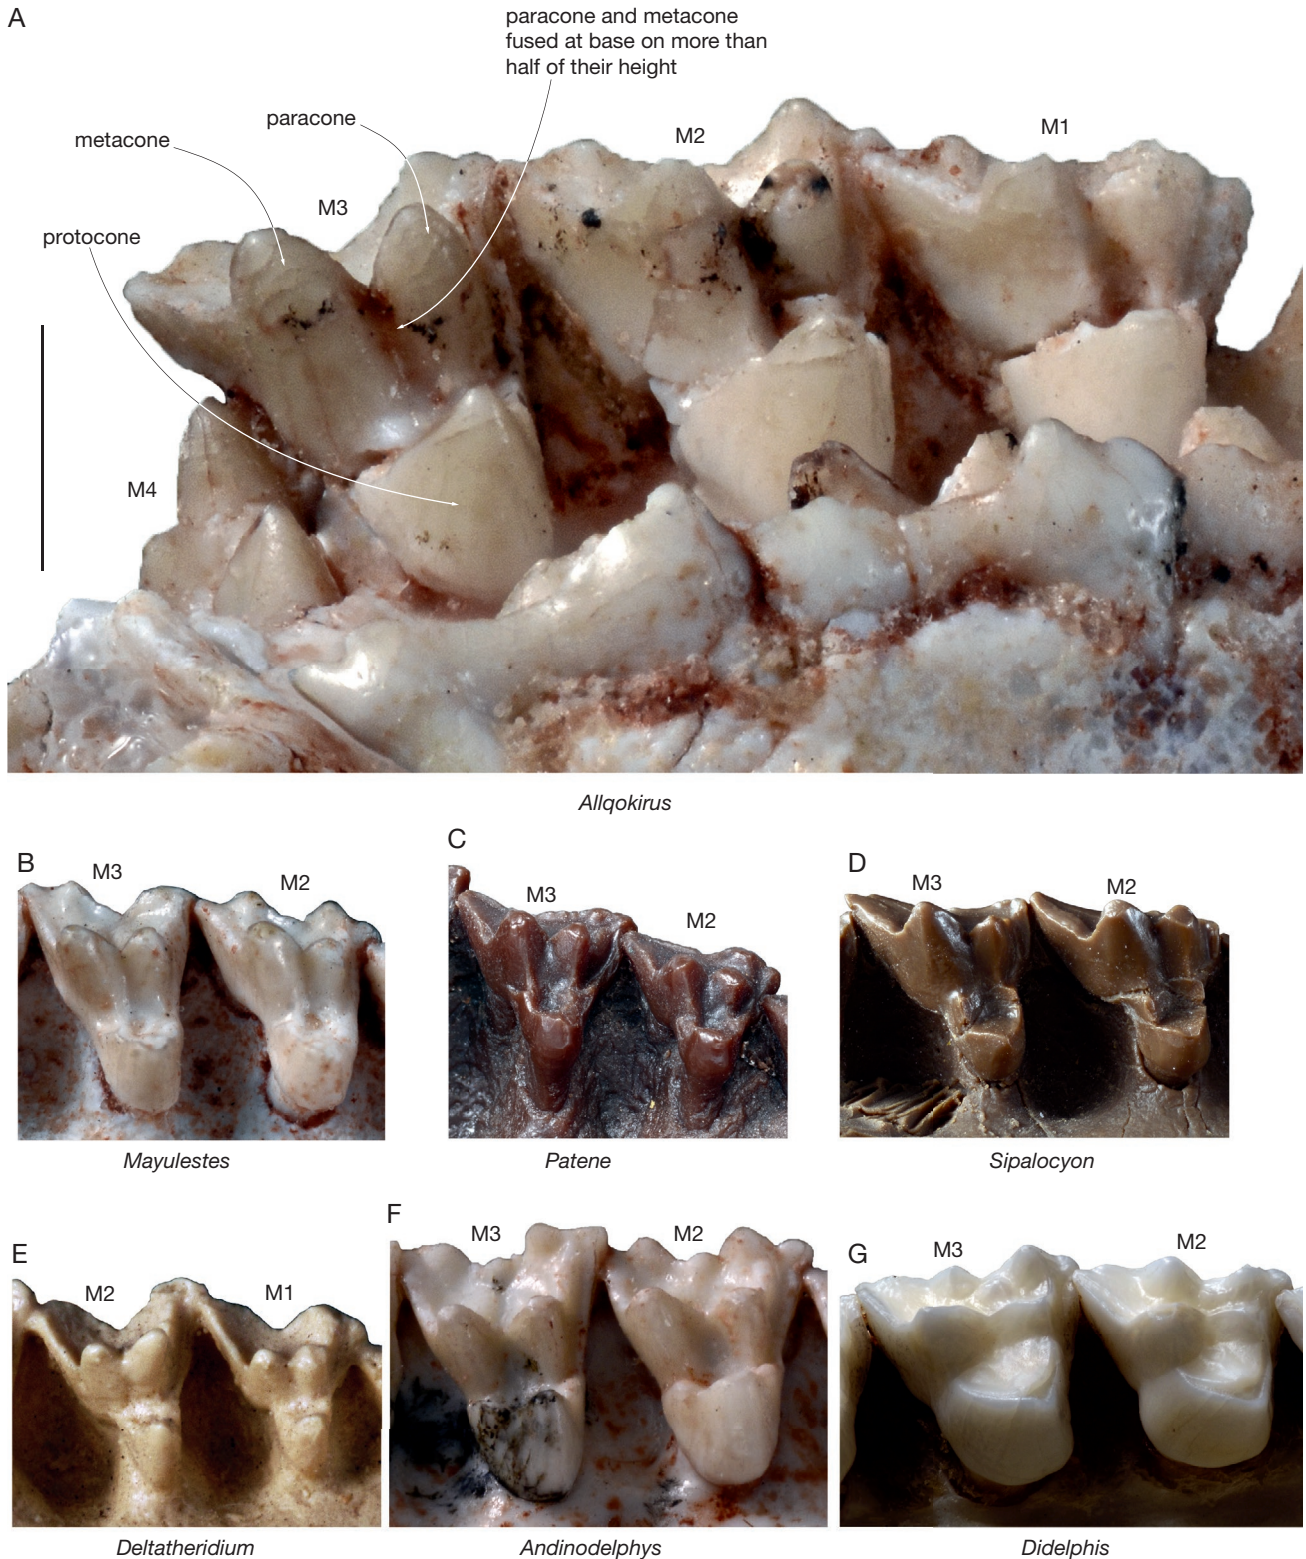 A
paracone and metacone
fused at base on more than
half of their height
paracone
metacone
M2
M1
M3
protocone
M4
Allqokirus
B
M3
M2
Mayulestes
C
M3
M2
Patene
D
M3
M2
Sipalocyon
E
M2
M1
Deltatheridium
F
M3
M2
Andinodelphys
G
M3
M2
Didelphis